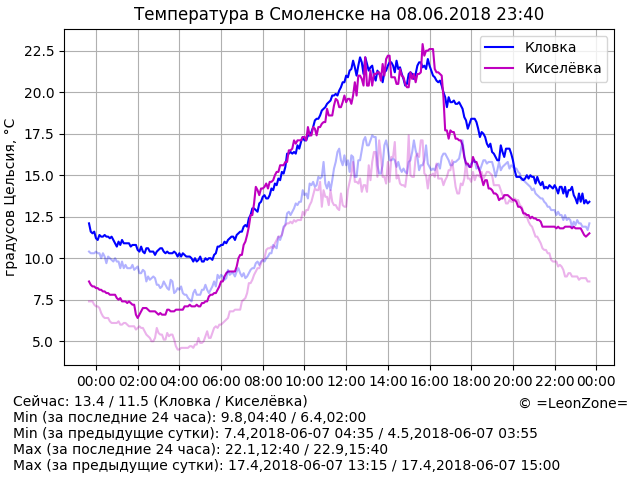 Температура в Смоленске на 08.06.2018 23:40
Кловка
Киселёвка
градусов Цельсия, °C
22.5
20.0
17.5
15.0
12.5
10.0
7.5
5.0
00:00 02:00 04:00 06:00 08:00 10:00 12:00 14:00 16:00 18:00 20:00 22:00 00:00
Сейчас: 13.4 / 11.5 (Кловка / Киселёвка)
© =LeonZone=
Min (за последние 24 часа): 9.8,04:40 / 6.4,02:00
Min (за предыдущие сутки): 7.4,2018-06-07 04:35 / 4.5,2018-06-07 03:55
Max (за последние 24 часа): 22.1,12:40 / 22.9,15:40
Max (за предыдущие сутки): 17.4,2018-06-07 13:15 / 17.4,2018-06-07 15:00